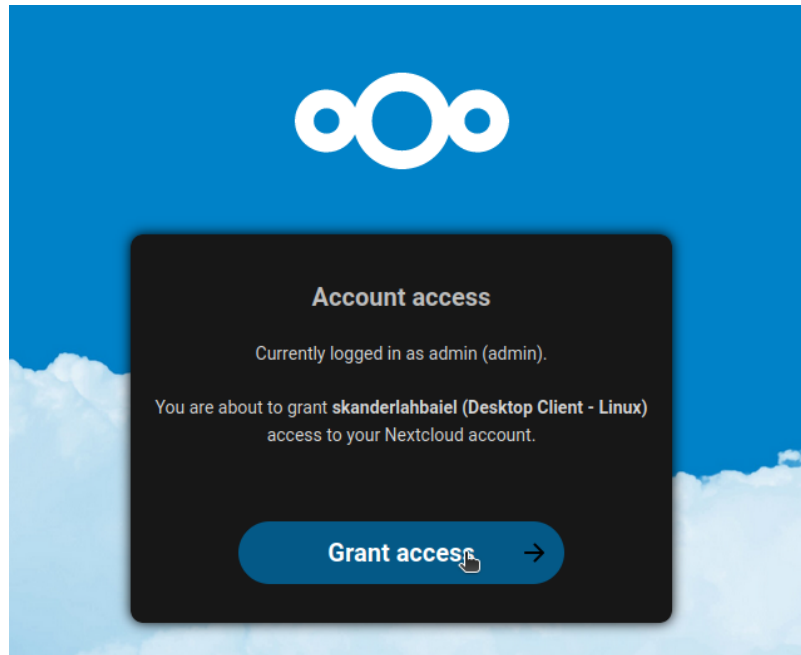 Account access
Currently logged in as admin (admin).
You are about to grant skanderlahbaiel (Desktop Client - Linux)
access to your Nextcloud account.
Grant access